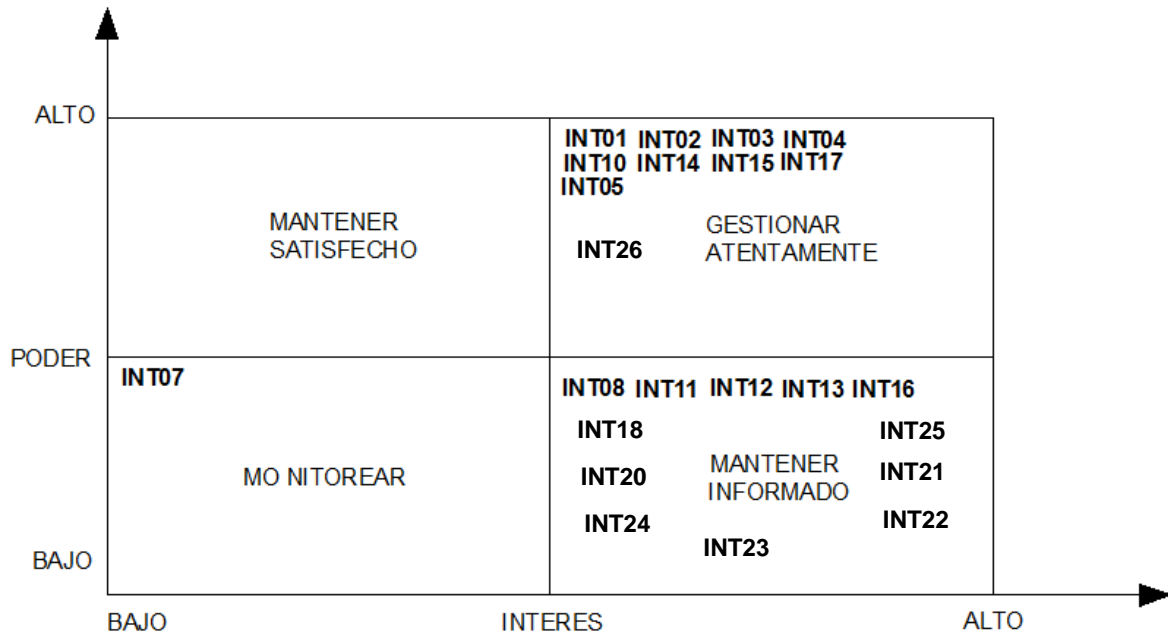 ALTO
INT01 INT02 INT03 INT04
INT10 INT14 INT15 INT17
INT05
MANTENER
SATISFECHO
GESTIONAR
ATENTAMENTE
INT26
PODER
INT07
INT08 INT11 INT12 INT13 INT16
INT18
INT25
MO NITOREAR
INT20
MANTENER
INFORMADO
INT21
INT24
INT22
INT23
BAJO
BAJO
INTERES
ALTO